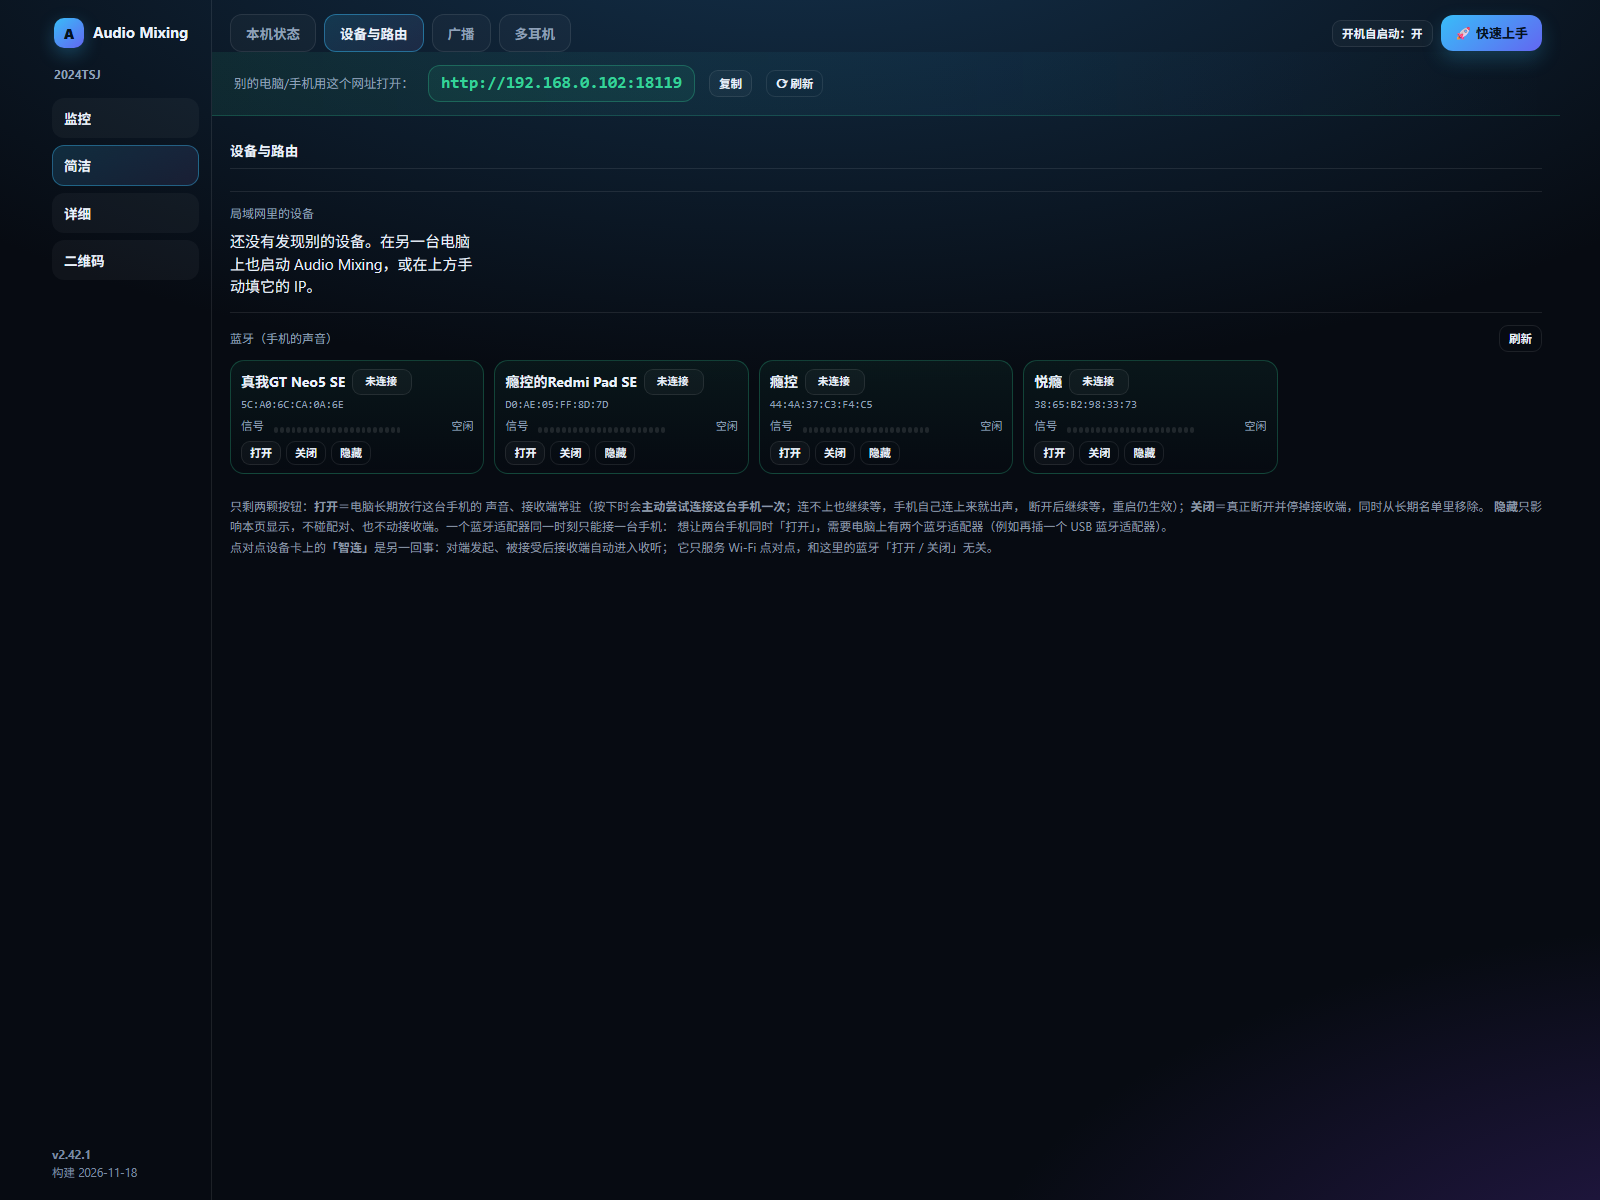 A Audio Mixing
2024TSJ
监控
简洁
详细
二维码
v2.42.1
构建 2026-11-18
本机状态 设备与路由 广播 多耳机
开机自启动：开 🚀 快速上手
别的电脑/手机用这个网址打开： http://192.168.0.102:18119 复制 ⟳ 刷新
设备与路由
局域网里的设备
还没有发现别的设备。在另一台电脑
上也启动 Audio Mixing，或在上方手
动填它的 IP。
蓝牙（手机的声音） 刷新
真我GT Neo5 SE 未连接
5C:A0:6C:CA:0A:6E
信号 空闲
打开 关闭 隐藏
瘾控的Redmi Pad SE 未连接
D0:AE:05:FF:8D:7D
信号 空闲
打开 关闭 隐藏
瘾控 未连接
44:4A:37:C3:F4:C5
信号 空闲
打开 关闭 隐藏
悦瘾 未连接
38:65:B2:98:33:73
信号 空闲
打开 关闭 隐藏
只剩两颗按钮：打开＝电脑长期放行这台手机的 声音、接收端常驻（按下时会主动尝试连接这台手机一次；连不上也继续等，手机自己连上来就出声， 断开后继续等，重启仍生效）；关闭＝真正断开并停掉接收端，同时从长期名单里移除。 隐藏只影
响本页显示，不碰配对、也不动接收端。一个蓝牙适配器同一时刻只能接一台手机： 想让两台手机同时「打开」，需要电脑上有两个蓝牙适配器（例如再插一个 USB 蓝牙适配器）。
点对点设备卡上的「智连」是另一回事：对端发起、被接受后接收端自动进入收听； 它只服务 Wi-Fi 点对点，和这里的蓝牙「打开 / 关闭」无关。